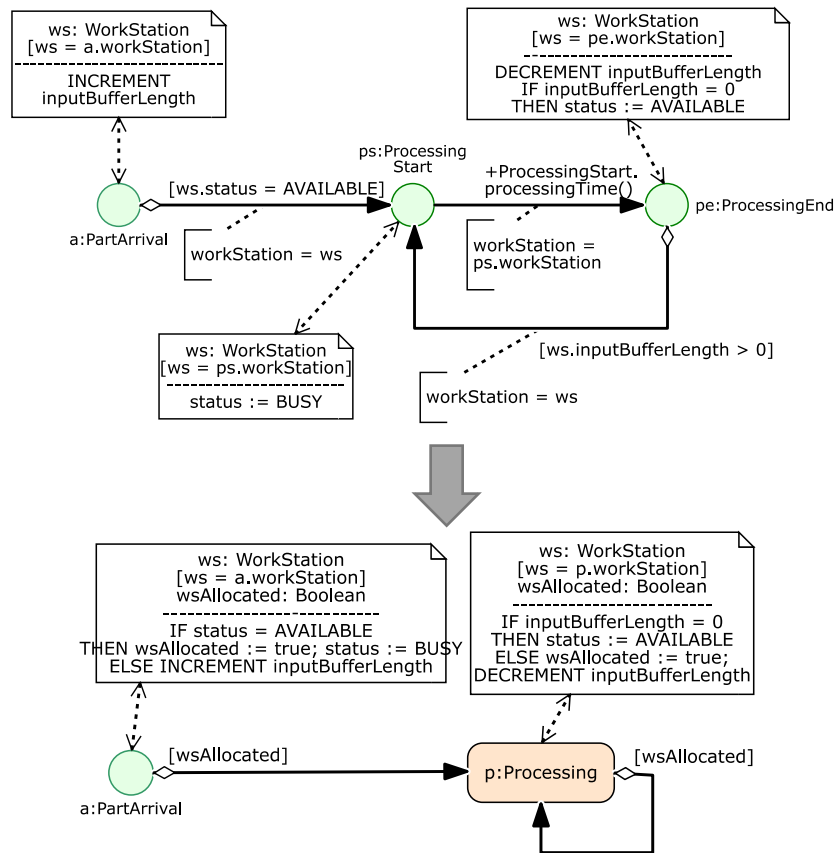 ws: WorkStation
[ws = a.workStation]
INCREMENT
inputBufferLength
ws: WorkStation
[ws = pe.workStation]
DECREMENT inputBufferLength
IF inputBufferLength = 0
THEN status := AVAILABLE
ps:Processing
Start
[ws.status = AVAILABLE]
+ProcessingStart.
processingTime()
a:PartArrival
pe:ProcessingEnd
workStation = ws
workStation =
ps.workStation
ws: WorkStation
[ws = ps.workStation]
status := BUSY
[ws.inputBufferLength > 0]
workStation = ws
ws: WorkStation
[ws = a.workStation]
wsAllocated: Boolean
IF status = AVAILABLE
THEN wsAllocated := true; status := BUSY
ELSE INCREMENT inputBufferLength
ws: WorkStation
[ws = p.workStation]
wsAllocated: Boolean
IF inputBufferLength = 0
THEN status := AVAILABLE
ELSE wsAllocated := true;
DECREMENT inputBufferLength
[wsAllocated]
p:Processing
[wsAllocated]
a:PartArrival